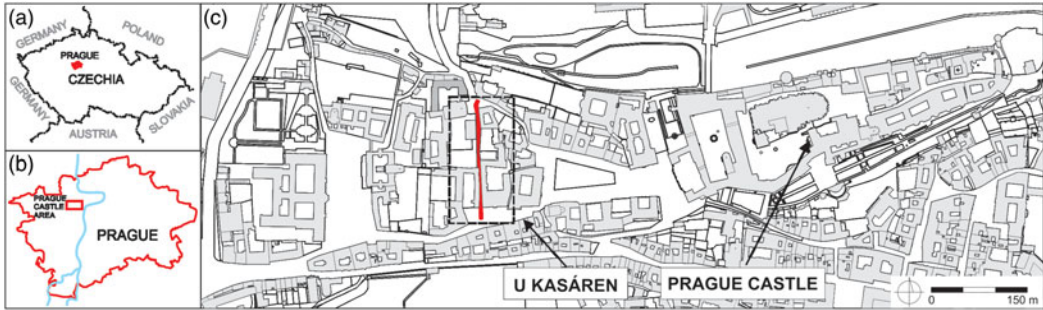 (a)
GERMANY
POLAND
PRAGUE
CZECHIA
GERMANY
AUSTRIA
SLOVAKIA
(b)
PRAGUE
CASTLE
AREA
PRAGUE
(c)
U KASÁREN
PRAGUE CASTLE
0
150 m